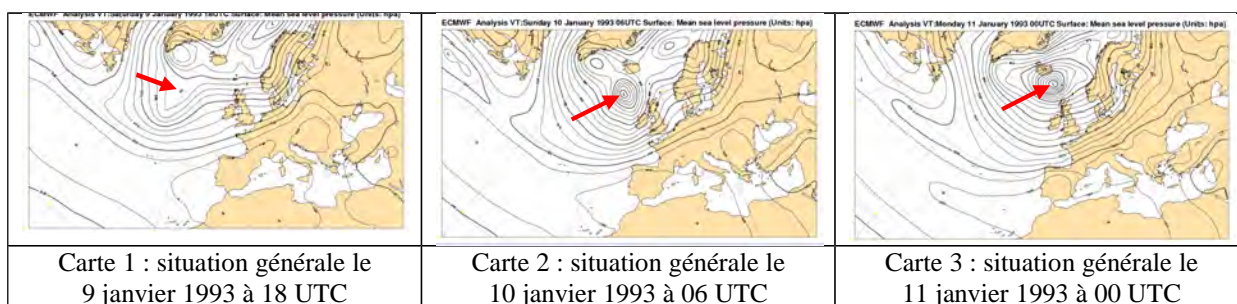 ECMWF Analysis VT:Saturday 9 January 1993 18UTC Surface: Mean sea level pressure (Units: hpa)
ECMWF Analysis VT:Sunday 10 January 1993 06UTC Surface: Mean sea level pressure (Units: hpa)
ECMWF Analysis VT:Monday 11 January 1993 00UTC Surface: Mean sea level pressure (Units: hpa)
Carte 1 : situation générale le
9 janvier 1993 à 18 UTC
Carte 2 : situation générale le
10 janvier 1993 à 06 UTC
Carte 3 : situation générale le
11 janvier 1993 à 00 UTC